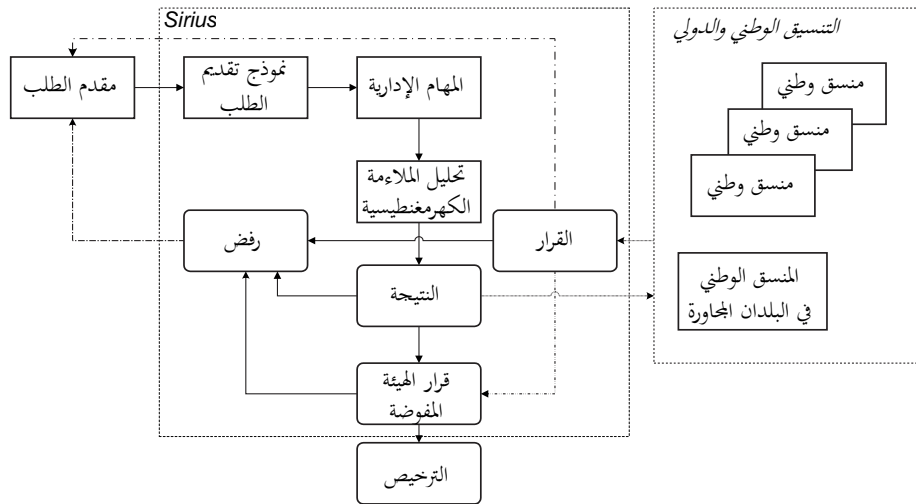 Sirius
التنسيق الوطني والدولي
مقدم الطلب
نموذج تقديم
الطلب
المهام الإدارية
منسق وطني
منسق وطني
منسق وطني
تحليل الملاءمة
الكهرمغنطيسية
رفض
القرار
النتيجة
المنسق الوطني
في البلدان المجاورة
قرار الهيئة
المفوضة
الترخيص